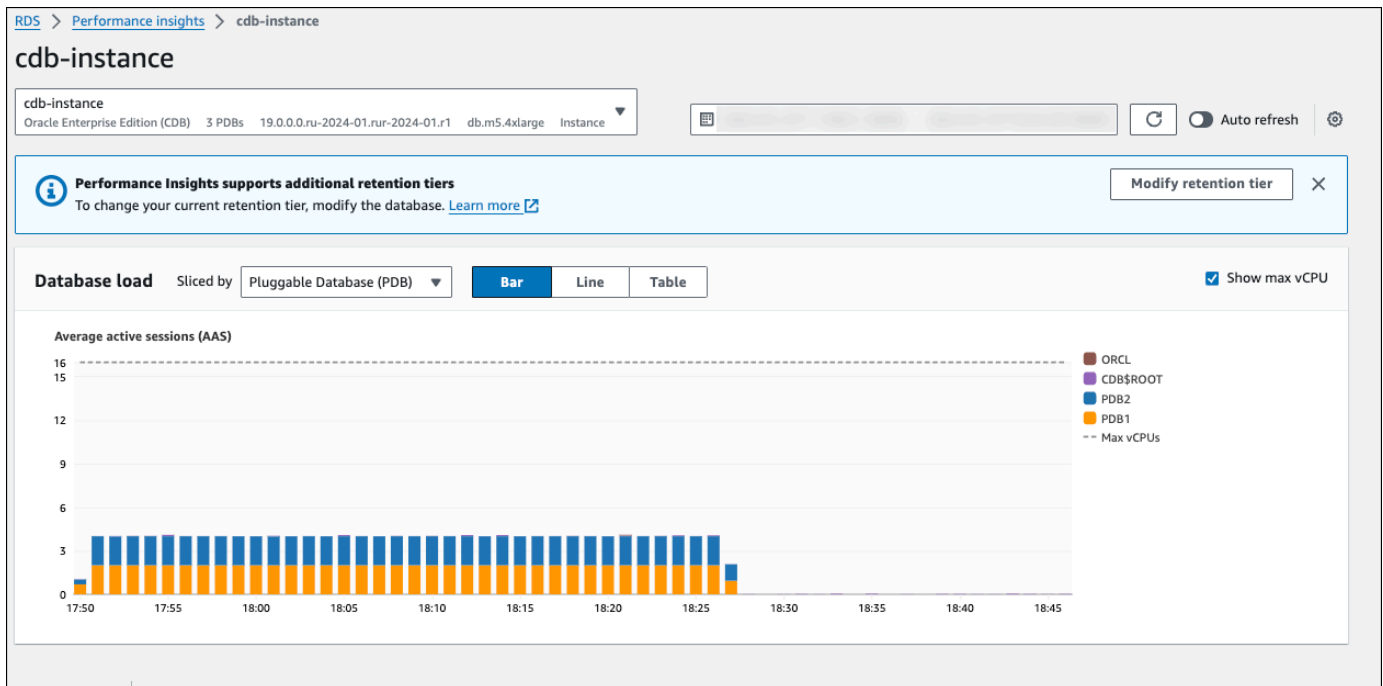 RDS > Performance insights > cdb-instance
cdb-instance
cdb-instance
Oracle Enterprise Edition (CDB) 3 PDBs 19.0.0.0.ru-2024-01.rur-2024-01.r1 db.m5.4xlarge Instance
Auto refresh
Performance Insights supports additional retention tiers
To change your current retention tier, modify the database. Learn more
Modify retention tier
Database load Sliced by Pluggable Database (PDB) Bar Line Table
Show max vCPU
Average active sessions (AAS)
16
15
12
9
6
3
0
17:50 17:55 18:00 18:05 18:10 18:15 18:20 18:25 18:30 18:35 18:40 18:45
ORCL
CDB$ROOT
PDB2
PDB1
Max vCPUs